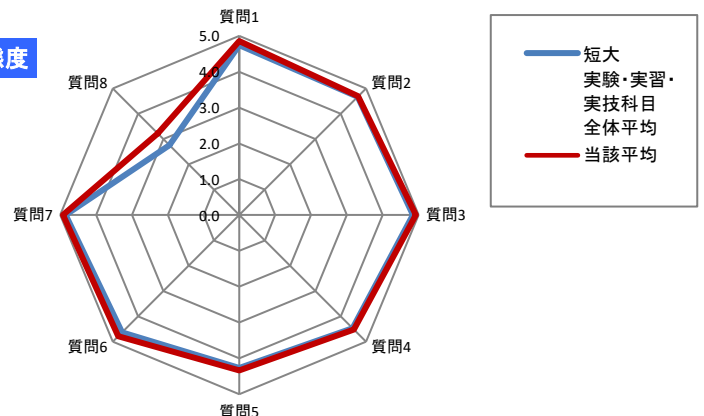 態度
質問1
質問2
質問3
質問4
質問5
質問6
質問7
質問8
5.0
4.0
3.0
2.0
1.0
0.0
短大
実験・実習・
実技科目
全体平均
当該平均